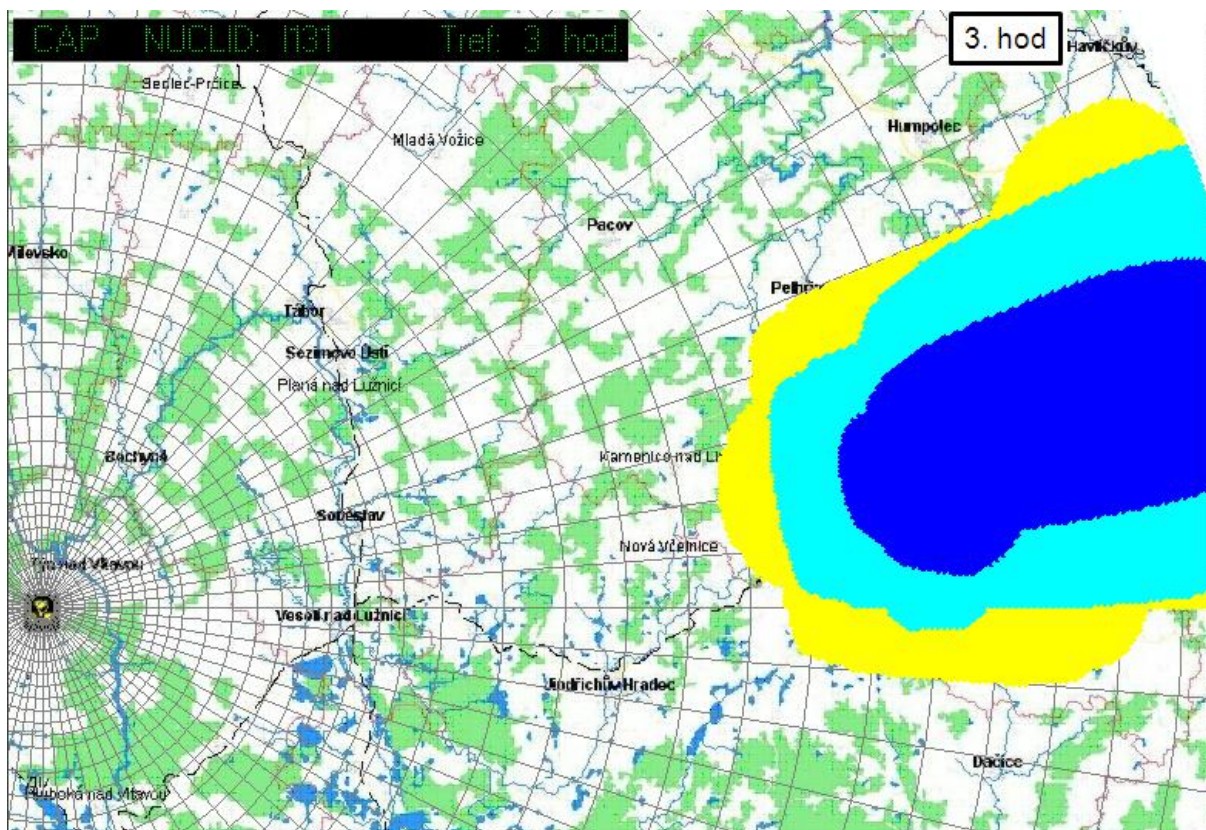 CAP NUCLID: I131 Tref: 3 hod.
3. hod
Havlíčkův
Sedlec-Prčice
Humpolec
Mladá Vožice
Pacov
Milevsko
Pelhři
Tábor
Sezimovo Ústí
Planá nad Lužnicí
Bechyně
Kamenice nad Li
Soběslav
Nová Včelnice
Týn nad Vltavou
Veselí nad Lužnicí
Jindřichův Hradec
Dačice
Zliv
Hluboká nad Vltavou